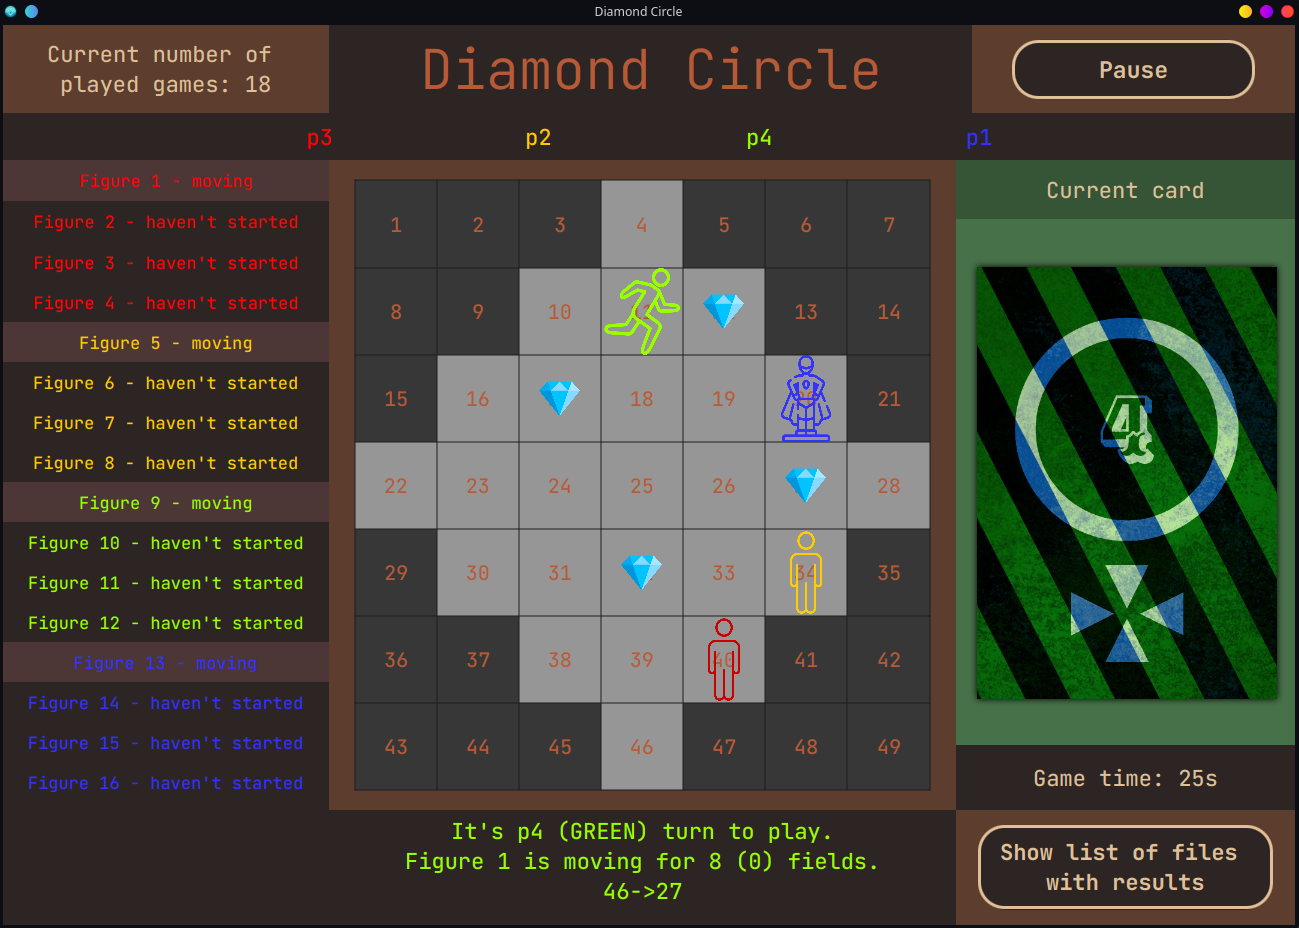 Diamond Circle
Current number of
played games: 18
Diamond Circle
Pause
p3 p2 p4 p1
Figure 1 - moving
Figure 2 - haven't started
Figure 3 - haven't started
Figure 4 - haven't started
Figure 5 - moving
Figure 6 - haven't started
Figure 7 - haven't started
Figure 8 - haven't started
Figure 9 - moving
Figure 10 - haven't started
Figure 11 - haven't started
Figure 12 - haven't started
Figure 13 - moving
Figure 14 - haven't started
Figure 15 - haven't started
Figure 16 - haven't started
1 2 3 4 5 6 7
8 9 10 13 14
15 16 18 19 21
22 23 24 25 26 28
29 30 31 33 34 35
36 37 38 39 40 41 42
43 44 45 46 47 48 49
It's p4 (GREEN) turn to play.
Figure 1 is moving for 8 (0) fields.
46->27
Current card
4x
Game time: 25s
Show list of files
with results